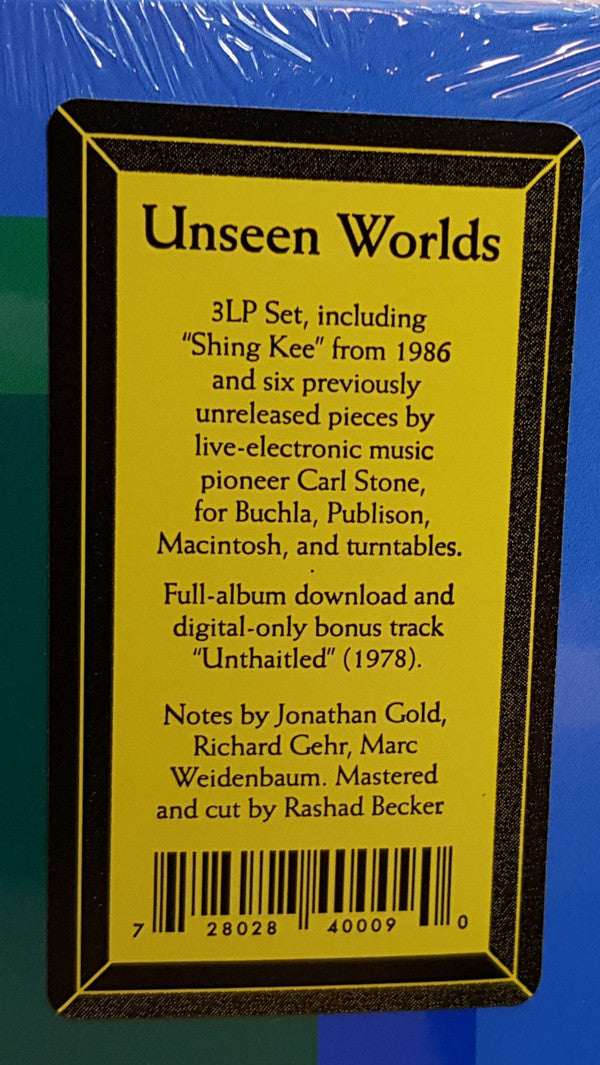 Unseen Worlds
3LP Set, including
“Shing Kee” from 1986
and six previously
unreleased pieces by
live-electronic music
pioneer Carl Stone,
for Buchla, Publison,
Macintosh, and turntables.
Full-album download and
digital-only bonus track
“Unthaitled” (1978).
Notes by Jonathan Gold,
Richard Gehr, Marc
Weidenbaum. Mastered
and cut by Rashad Becker
7 28028 40009 0